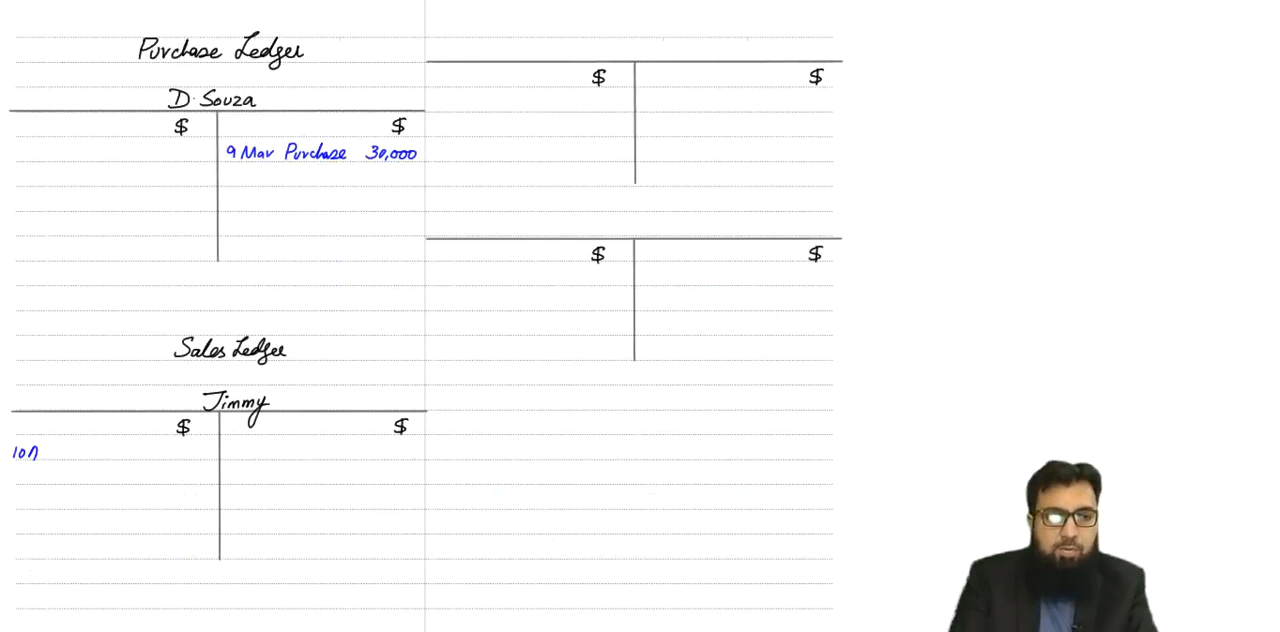 Purchase Ledger
D. Souza
$ $
9 Mar Purchase 30,000
Sales Ledger
Jimmy
$ $
10
$ $
$ $